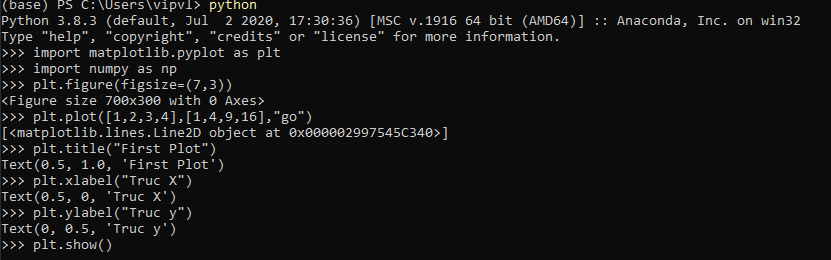 (base) PS C:\Users\vipvl> python
Python 3.8.3 (default, Jul  2 2020, 17:30:36) [MSC v.1916 64 bit (AMD64)] :: Anaconda, Inc. on win32
Type "help", "copyright", "credits" or "license" for more information.
>>> import matplotlib.pyplot as plt
>>> import numpy as np
>>> plt.figure(figsize=(7,3))
<Figure size 700x300 with 0 Axes>
>>> plt.plot([1,2,3,4],[1,4,9,16],"go")
[<matplotlib.lines.Line2D object at 0x000002997545C340>]
>>> plt.title("First Plot")
Text(0.5, 1.0, 'First Plot')
>>> plt.xlabel("Truc X")
Text(0.5, 0, 'Truc X')
>>> plt.ylabel("Truc y")
Text(0, 0.5, 'Truc y')
>>> plt.show()